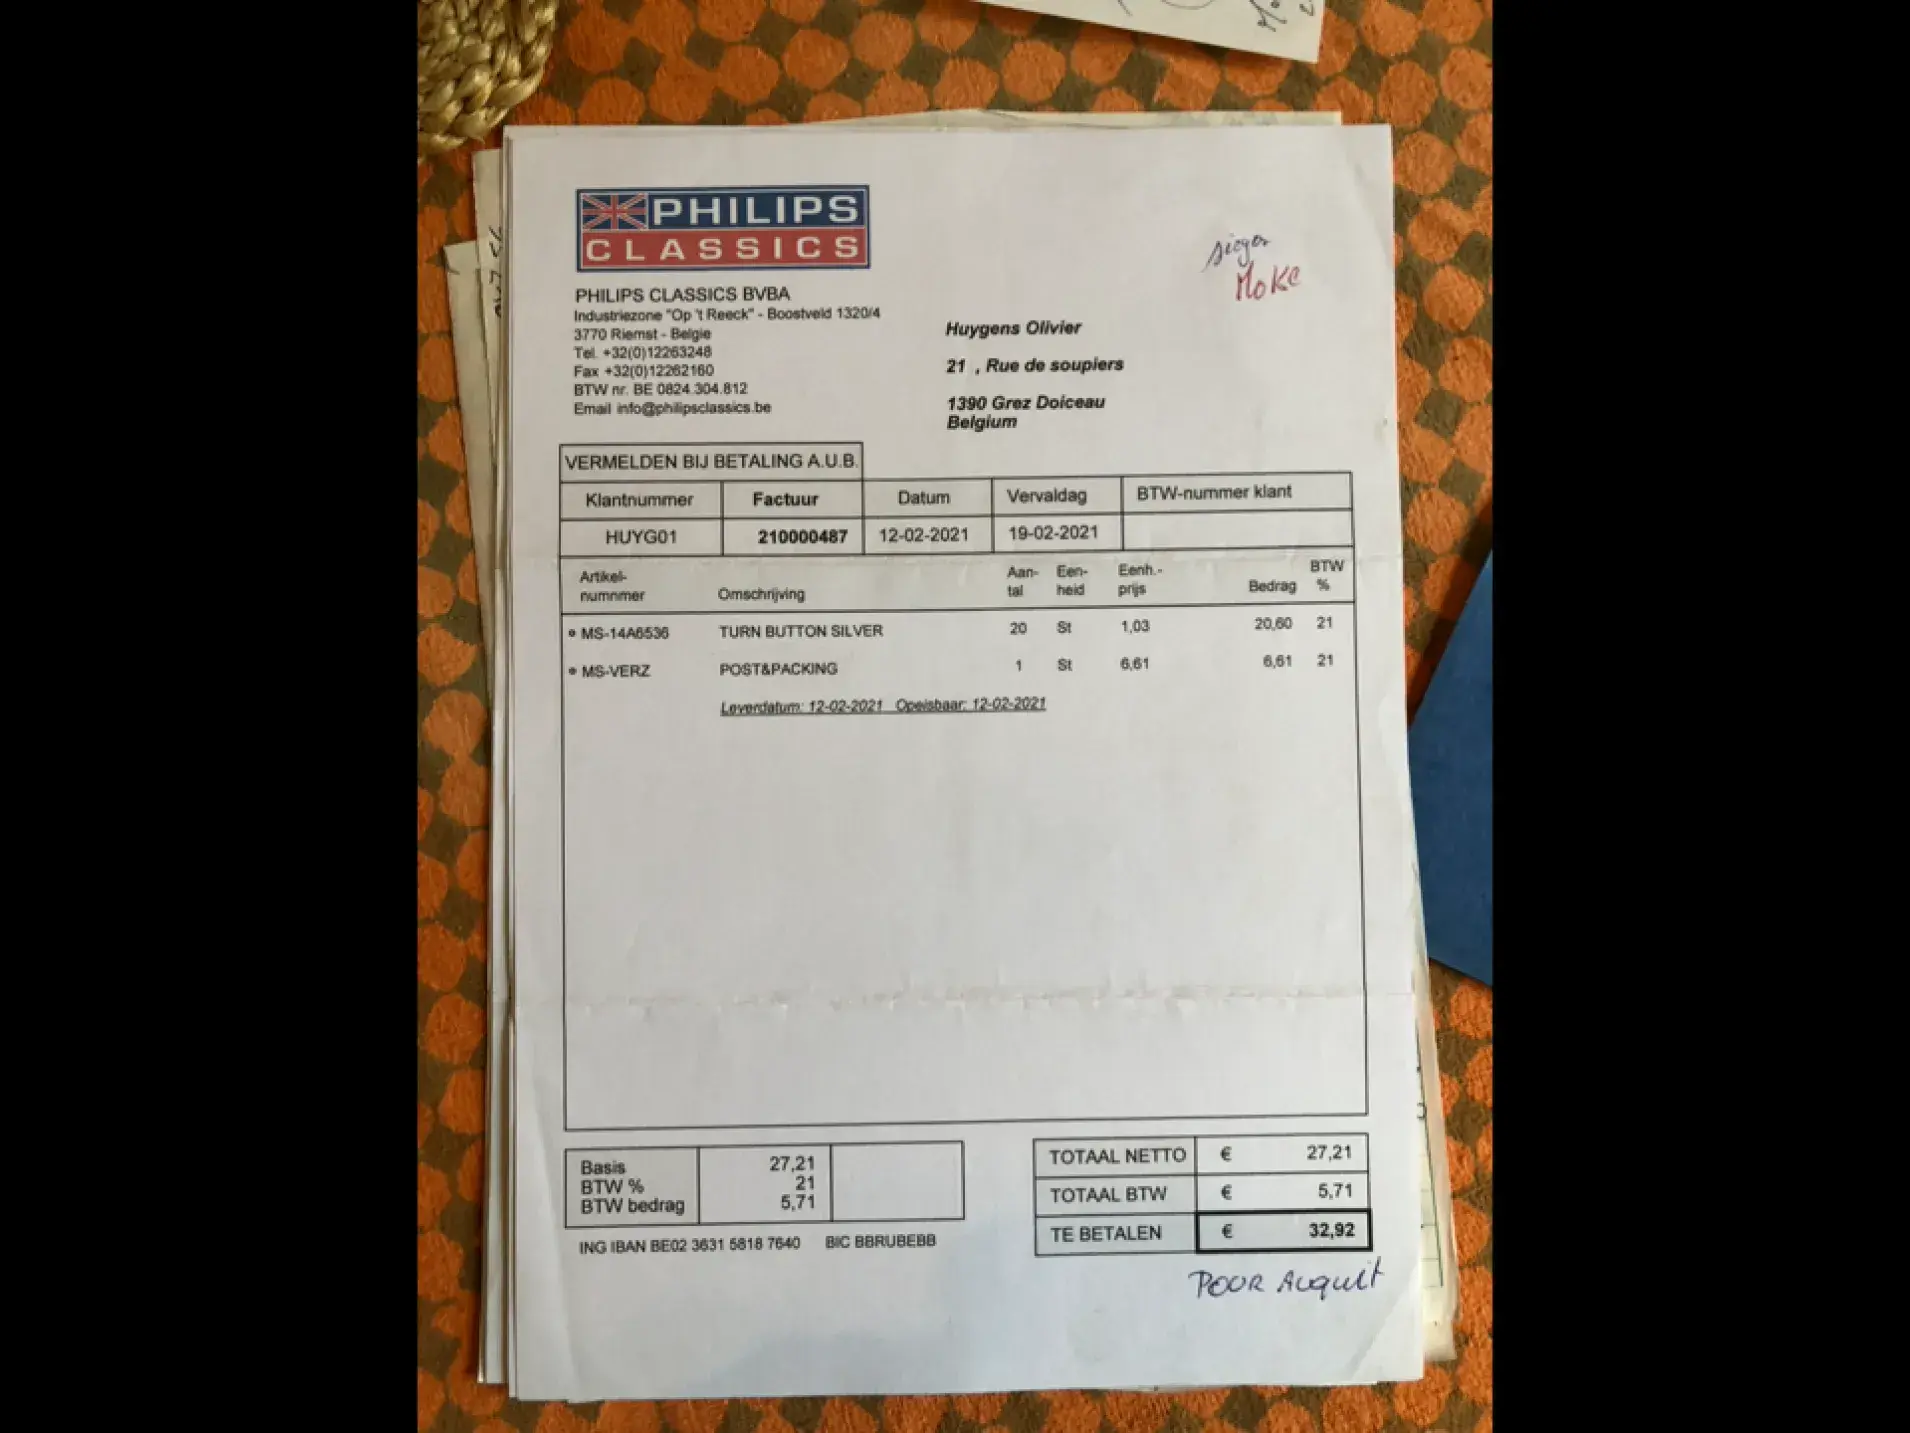 PHILIPS
CLASSICS
sieger
MOKE
PHILIPS CLASSICS BVBA
Industriezone "Op 't Reeck" - Boostveld 1320/4
3770 Riemst - Belgie
Tel. +32(0)12263248
Fax +32(0)12262160
BTW nr. BE 0824.304.812
Email info@philipsclassics.be
Huygens Olivier
21 , Rue de soupiers
1390 Grez Doiceau
Belgium
VERMELDEN BIJ BETALING A.U.B.
Klantnummer Factuur Datum Vervaldag BTW-nummer klant
HUYG01 210000487 12-02-2021 19-02-2021
Artikel-numnmer Omschrijving Aan-tal Een-heid Eenh.-prijs Bedrag BTW %
MS-14A6536 TURN BUTTON SILVER 20 St 1,03 20,60 21
MS-VERZ POST&PACKING 1 St 6,61 6,61 21
Leverdatum: 12-02-2021 Opeisbaar: 12-02-2021
Basis 27,21
BTW % 21
BTW bedrag 5,71
TOTAAL NETTO € 27,21
TOTAAL BTW € 5,71
TE BETALEN € 32,92
ING IBAN BE02 3631 5818 7640 BIC BBRUBEBB
POUR Acquit